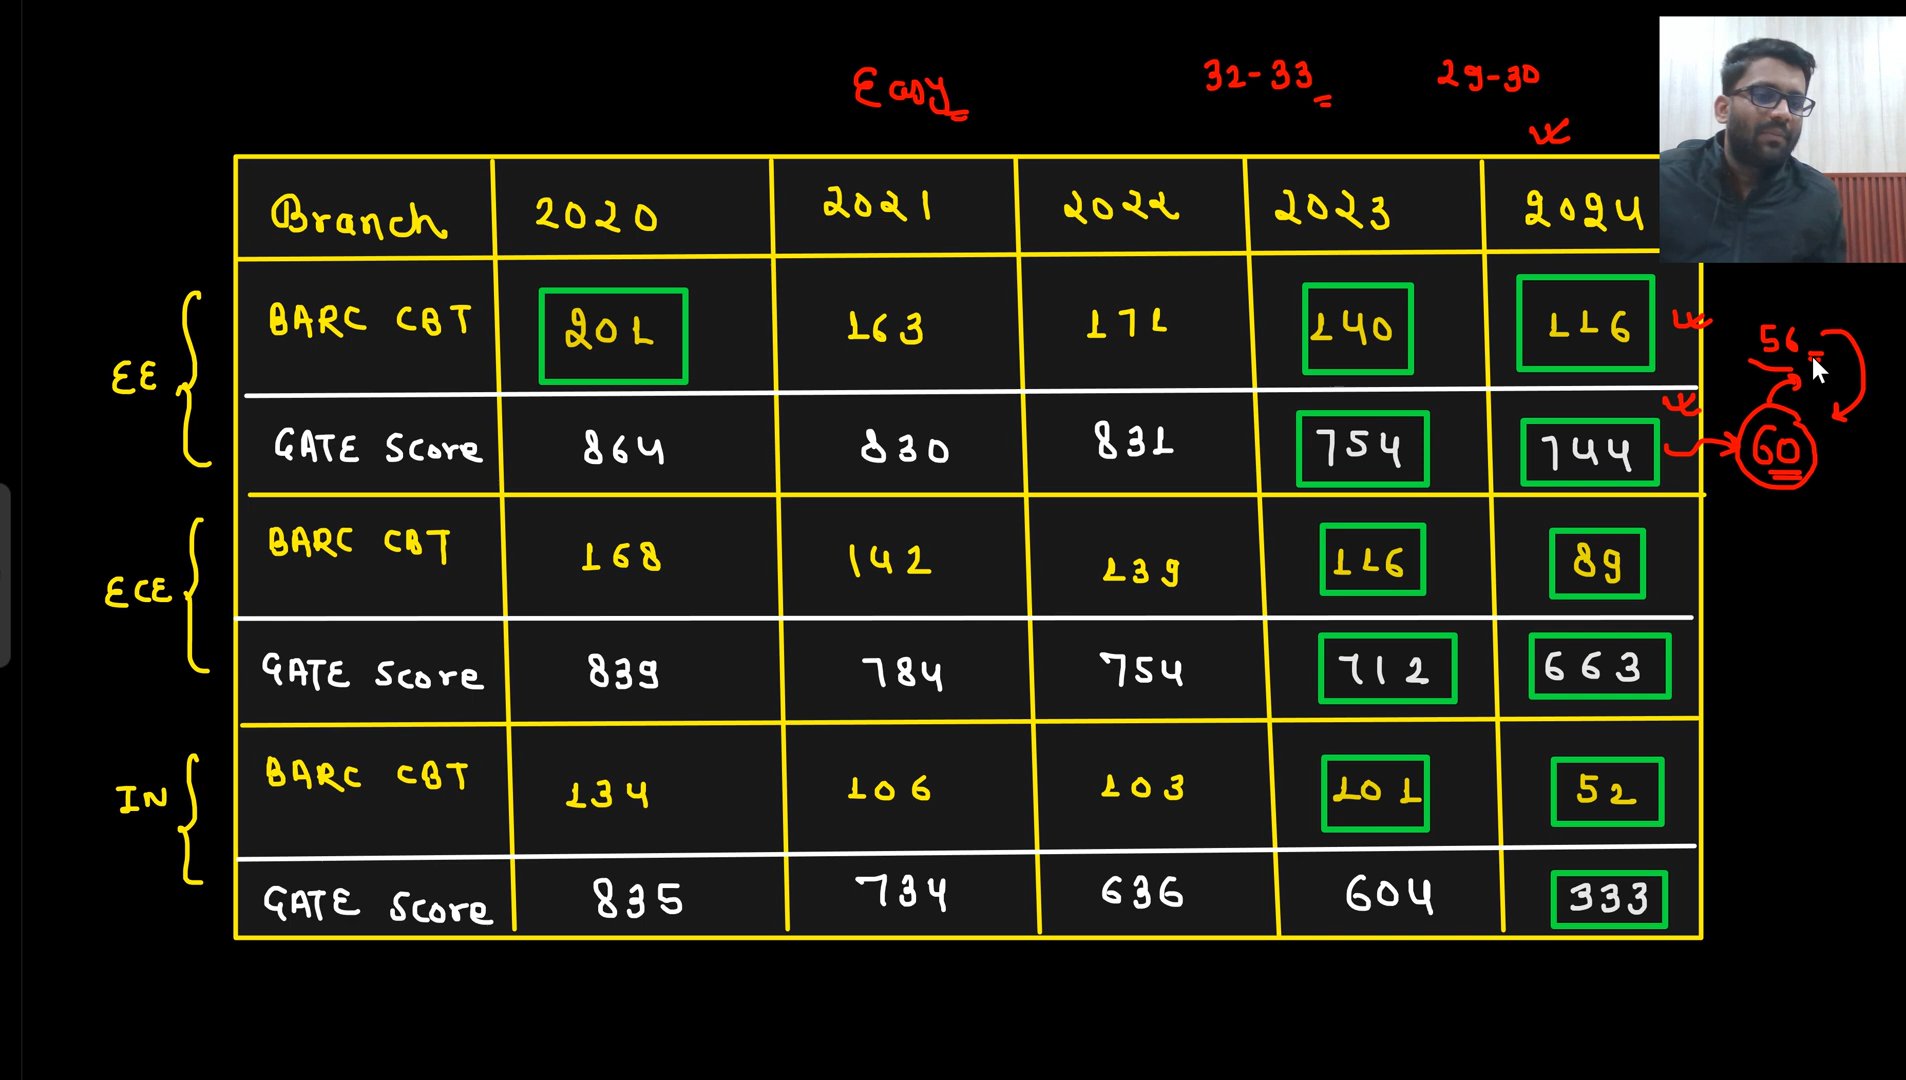 Easy 32-33 29-30
Branch 2020 2021 2022 2023 2024
EE
BARC CBT 201 163 171 140 116
56
GATE Score 864 830 831 754 744
60
ECE
BARC CBT 168 142 139 116 89
GATE Score 839 784 754 712 663
IN
BARC CBT 134 106 103 101 52
GATE Score 835 734 636 604 333